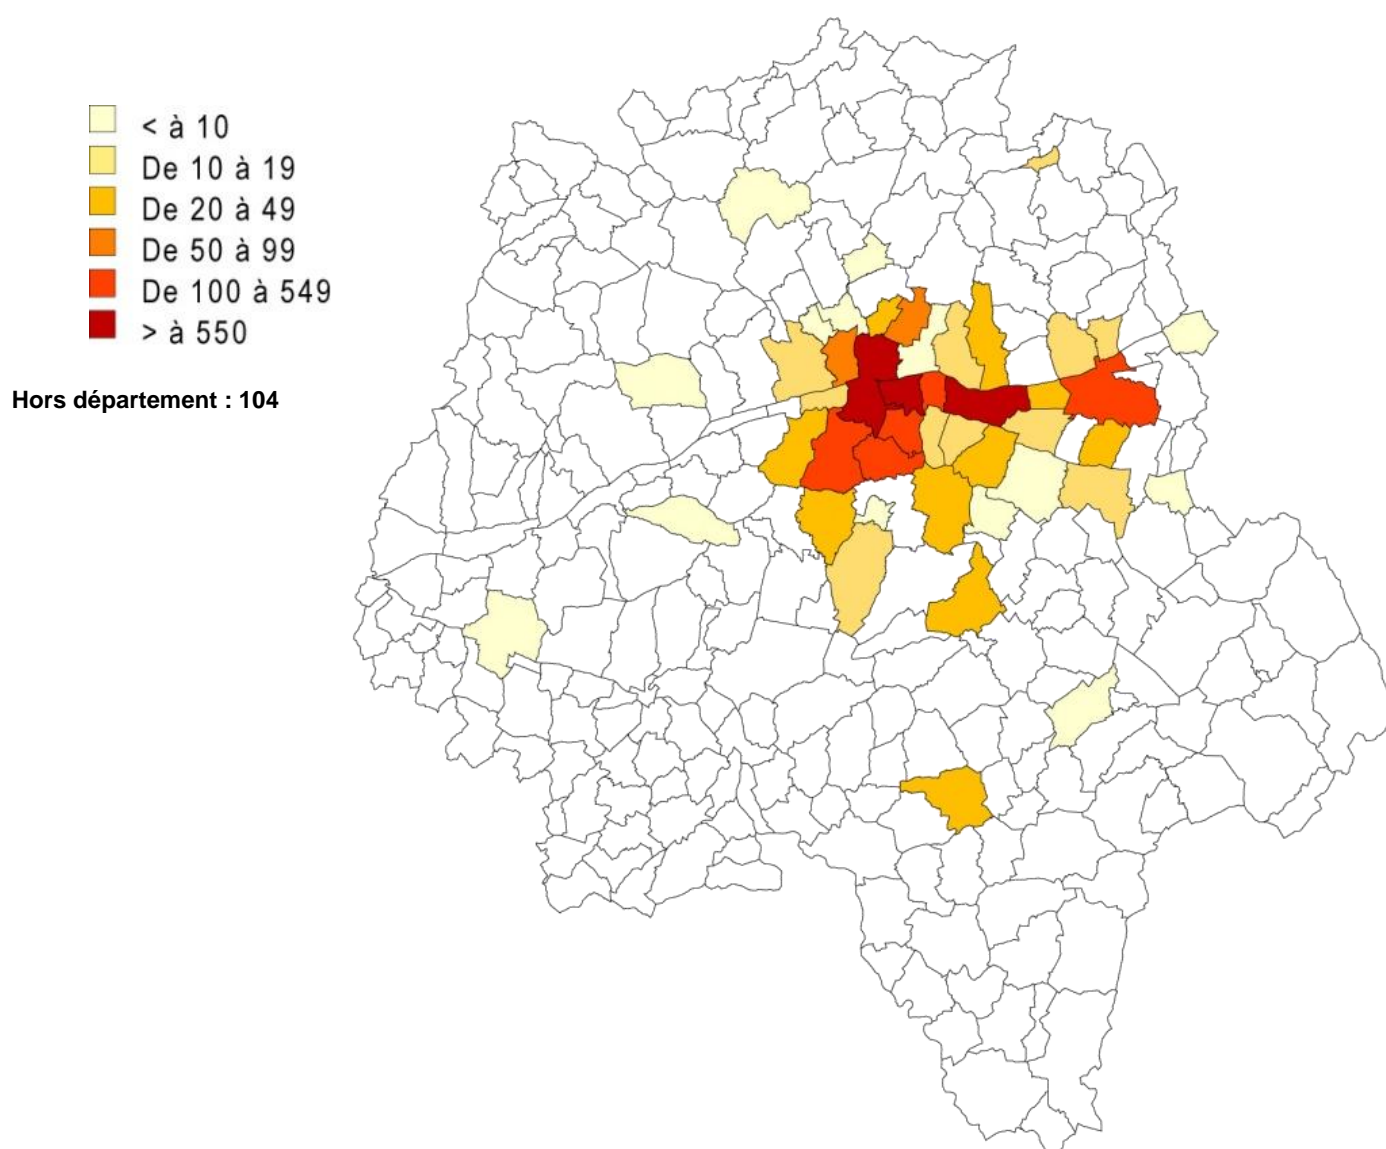 < à 10
De 10 à 19
De 20 à 49
De 50 à 99
De 100 à 549
> à 550
Hors département : 104